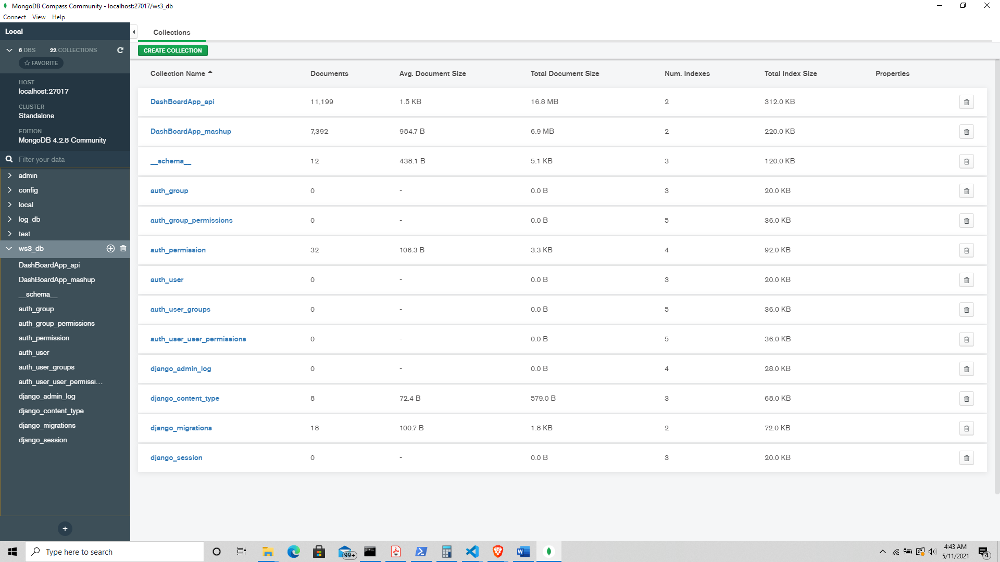 MongoDB Compass Community - localhost:27017/ws3_db
Connect View Help
Local
6 DBS 22 COLLECTIONS
FAVORITE
HOST
localhost:27017
CLUSTER
Standalone
EDITION
MongoDB 4.2.8 Community
Filter your data
admin
config
local
log_db
test
ws3_db
DashBoardApp_api
DashBoardApp_mashup
__schema__
auth_group
auth_group_permissions
auth_permission
auth_user
auth_user_groups
auth_user_user_permissi...
django_admin_log
django_content_type
django_migrations
django_session
+
Collections
CREATE COLLECTION
Collection Name Documents Avg. Document Size Total Document Size Num. Indexes Total Index Size Properties
DashBoardApp_api 11,199 1.5 KB 16.8 MB 2 312.0 KB
DashBoardApp_mashup 7,392 984.7 B 6.9 MB 2 220.0 KB
__schema__ 12 438.1 B 5.1 KB 3 120.0 KB
auth_group 0 - 0.0 B 3 20.0 KB
auth_group_permissions 0 - 0.0 B 5 36.0 KB
auth_permission 32 106.3 B 3.3 KB 4 92.0 KB
auth_user 0 - 0.0 B 3 20.0 KB
auth_user_groups 0 - 0.0 B 5 36.0 KB
auth_user_user_permissions 0 - 0.0 B 5 36.0 KB
django_admin_log 0 - 0.0 B 4 28.0 KB
django_content_type 8 72.4 B 579.0 B 3 68.0 KB
django_migrations 18 100.7 B 1.8 KB 2 72.0 KB
django_session 0 - 0.0 B 3 20.0 KB
Type here to search
99+
4:43 AM
5/11/2021
4